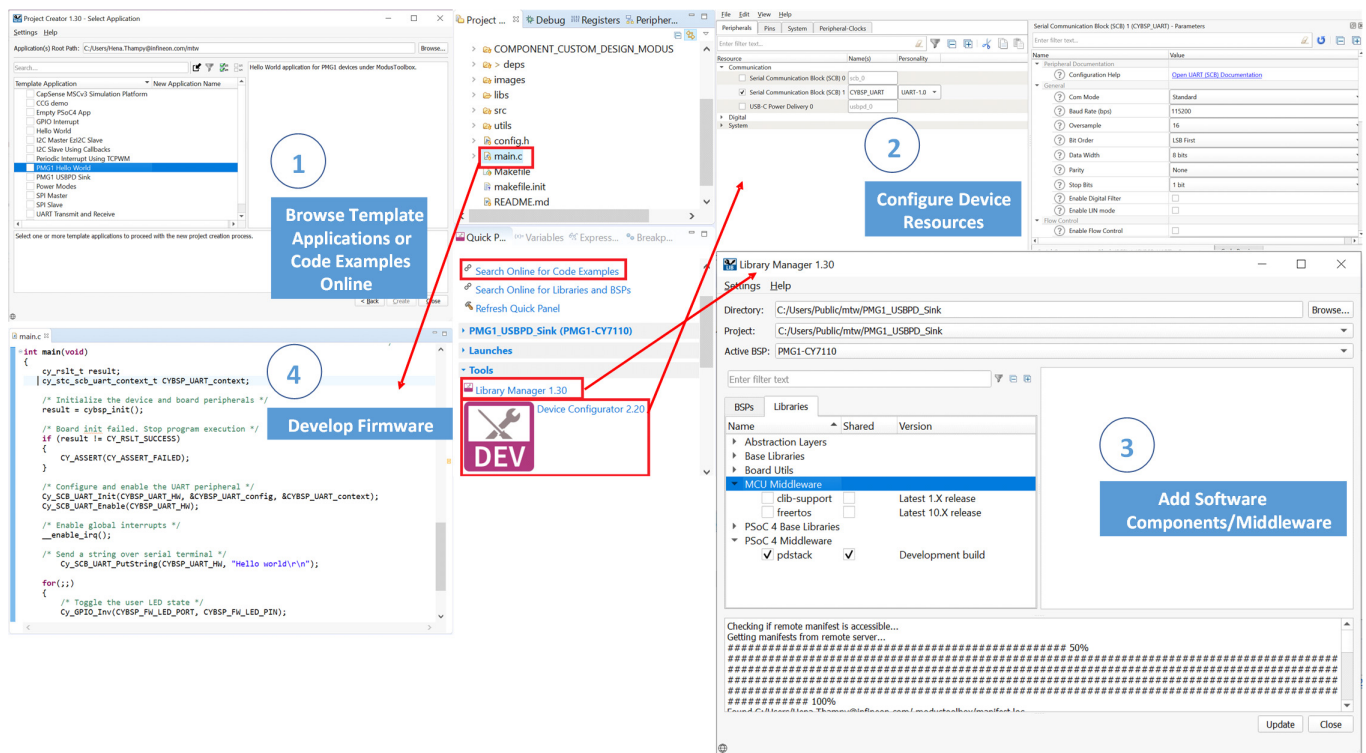 Project Creator 1.30 - Select Application
Settings Help
Application(s) Root Path: C:/Users/Hena.Thampy@infineon.com/mtw
Browse...
Search...
Hello World application for PMG1 devices under ModusToolbox.
Template Application New Application Name
CapSense MSCv3 Simulation Platform
CCG demo
Empty PSoC4 App
GPIO Interrupt
Hello World
I2C Master EzI2C Slave
I2C Slave Using Callbacks
Periodic Interrupt Using TCPWM
PMG1 Hello World
PMG1 USBPD Sink
Power Modes
SPI Master
SPI Slave
UART Transmit and Receive
Select one or more template applications to proceed with the new project creation process.
< Back Create Close
1
Browse Template
Applications or
Code Examples
Online
Project ... Debug Registers Peripher...
COMPONENT_CUSTOM_DESIGN_MODUS
> deps
images
libs
src
utils
config.h
main.c
Makefile
makefile.init
README.md
Quick P... Variables Express... Breakp...
Search Online for Code Examples
Search Online for Libraries and BSPs
Refresh Quick Panel
PMG1_USBPD_Sink (PMG1-CY7110)
Launches
Tools
Library Manager 1.30
Device Configurator 2.20
DEV
File Edit View Help
Peripherals Pins System Peripheral-Clocks
Enter filter text...
Resource Name(s) Personality
Communication
Serial Communication Block (SCB) 0 scb_0
Serial Communication Block (SCB) 1 CYBSP_UART UART-1.0
USB-C Power Delivery 0 usbpd_0
Digital
System
2
Configure Device
Resources
Serial Communication Block (SCB) 1 (CYBSP_UART) - Parameters
Enter filter text...
Name Value
Peripheral Documentation
Configuration Help Open UART (SCB) Documentation
General
Com Mode Standard
Baud Rate (bps) 115200
Oversample 16
Bit Order LSB First
Data Width 8 bits
Parity None
Stop Bits 1 bit
Enable Digital Filter
Enable LIN mode
Flow Control
Enable Flow Control
Library Manager 1.30
Settings Help
Directory: C:/Users/Public/mtw/PMG1_USBPD_Sink Browse...
Project: C:/Users/Public/mtw/PMG1_USBPD_Sink
Active BSP: PMG1-CY7110
Enter filter text
BSPs Libraries
Name Shared Version
Abstraction Layers
Base Libraries
Board Utils
MCU Middleware
clib-support Latest 1.X release
freertos Latest 10.X release
PSoC 4 Base Libraries
PSoC 4 Middleware
pdstack Development build
3
Add Software
Components/Middleware
Checking if remote manifest is accessible...
Getting manifests from remote server...
################################################## 50%
############ 100%
Update Close
main.c
int main(void)
{
cy_rslt_t result;
cy_stc_scb_uart_context_t CYBSP_UART_context;
/* Initialize the device and board peripherals */
result = cybsp_init();
/* Board init failed. Stop program execution */
if (result != CY_RSLT_SUCCESS)
{
CY_ASSERT(CY_ASSERT_FAILED);
}
/* Configure and enable the UART peripheral */
Cy_SCB_UART_Init(CYBSP_UART_HW, &CYBSP_UART_config, &CYBSP_UART_context);
Cy_SCB_UART_Enable(CYBSP_UART_HW);
/* Enable global interrupts */
__enable_irq();
/* Send a string over serial terminal */
Cy_SCB_UART_PutString(CYBSP_UART_HW, "Hello world\r\n");
for(;;)
{
/* Toggle the user LED state */
Cy_GPIO_Inv(CYBSP_FW_LED_PORT, CYBSP_FW_LED_PIN);
4
Develop Firmware